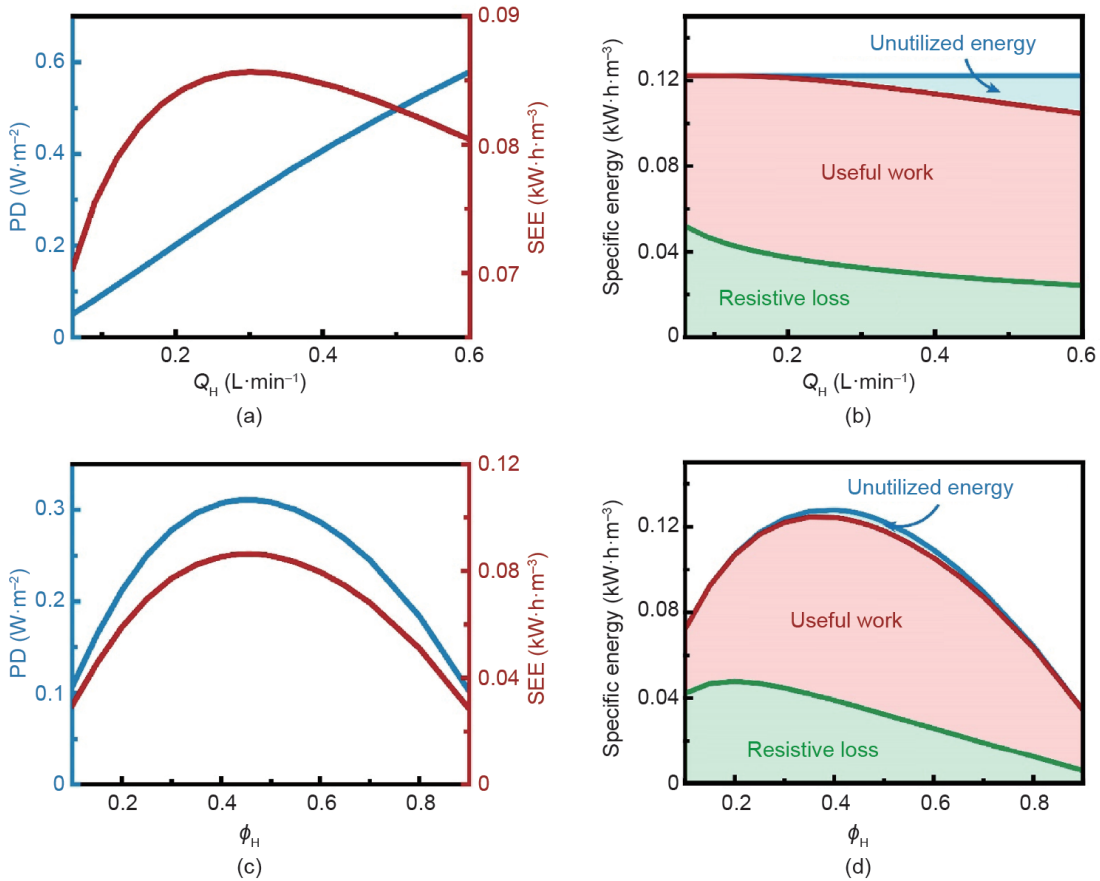 PD (W·m⁻²)
0.6
0.4
0.2
0
0.09
0.08
0.07
SEE (kW·h·m⁻³)
0.2 0.4 0.6
Q_H (L·min⁻¹)
(a)
Specific energy (kW·h·m⁻³)
0.12
0.08
0.04
0
Unutilized energy
Useful work
Resistive loss
0.2 0.4 0.6
Q_H (L·min⁻¹)
(b)
PD (W·m⁻²)
0.3
0.2
0.1
0
0.12
0.08
0.04
0
SEE (kW·h·m⁻³)
0.2 0.4 0.6 0.8
ϕ_H
(c)
Specific energy (kW·h·m⁻³)
0.12
0.08
0.04
0
Unutilized energy
Useful work
Resistive loss
0.2 0.4 0.6 0.8
ϕ_H
(d)